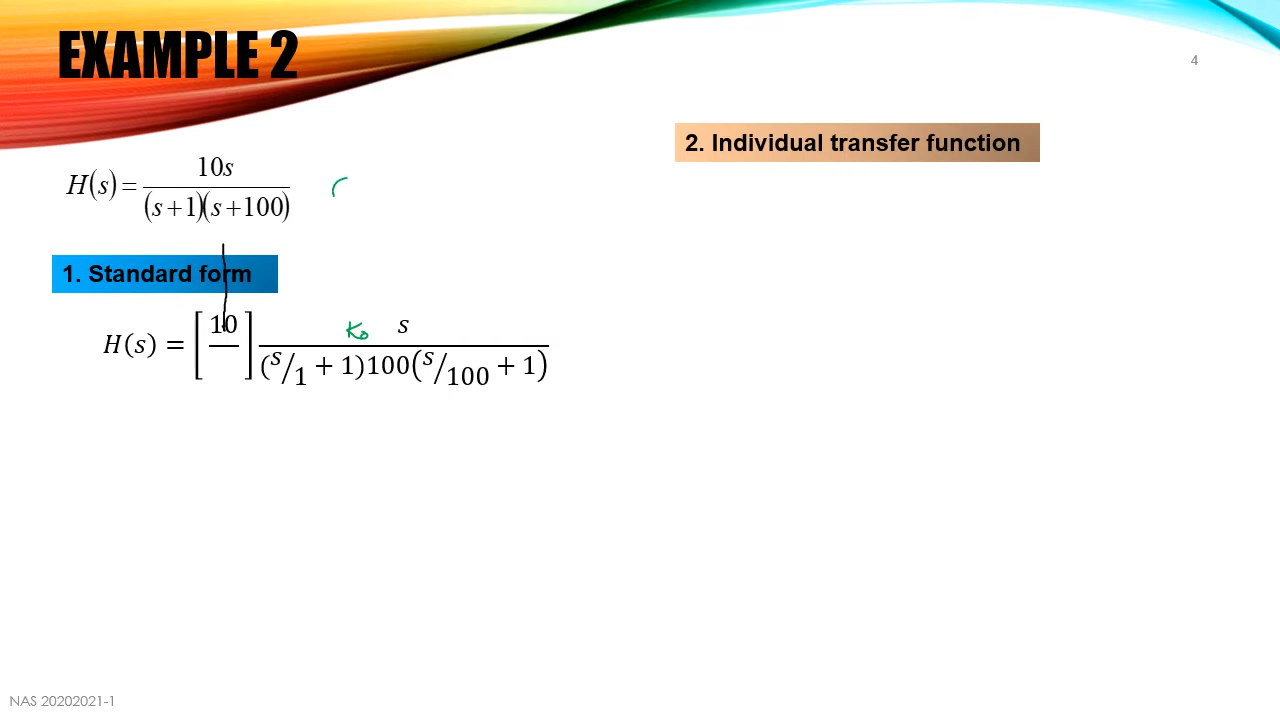 EXAMPLE 2
4
H(s) = 10s / (s+1)(s+100)
1. Standard form
H(s) = [10/ ] K₀ s / (s/1 + 1)100(s/100 + 1)
2. Individual transfer function
NAS 20202021-1